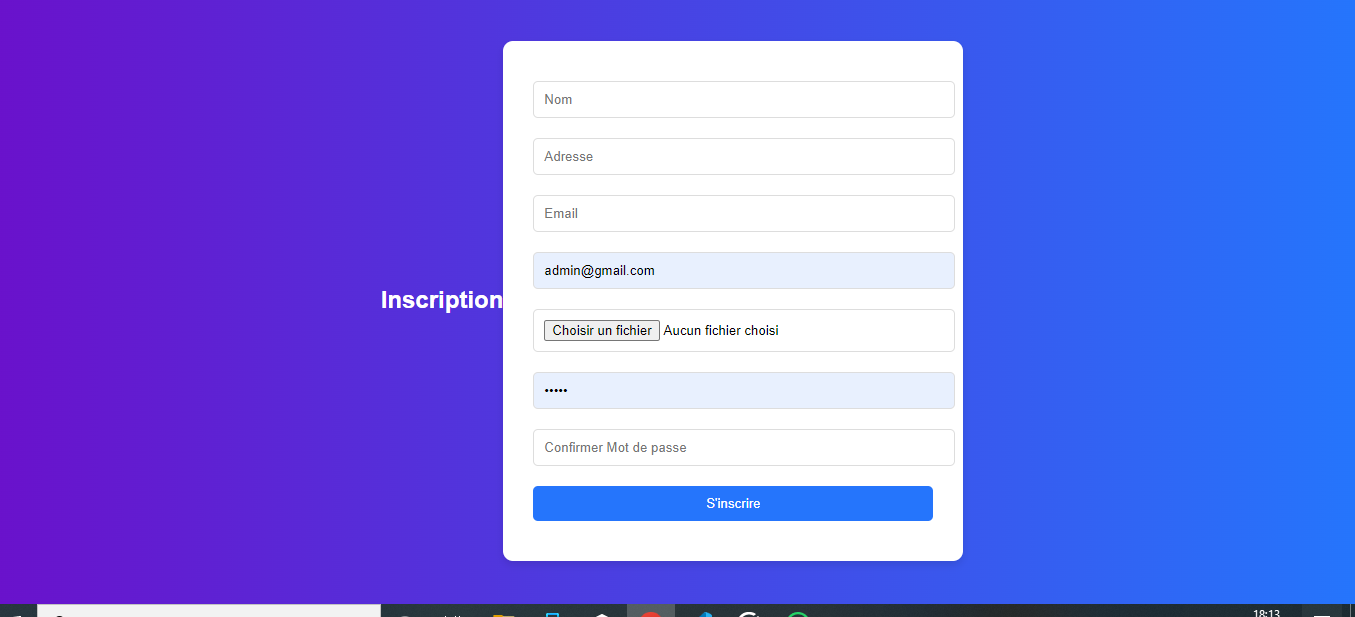 Nom
Adresse
Email
admin@gmail.com
Inscription
Choisir un fichier Aucun fichier choisi
•••••
Confirmer Mot de passe
S'inscrire
18:13